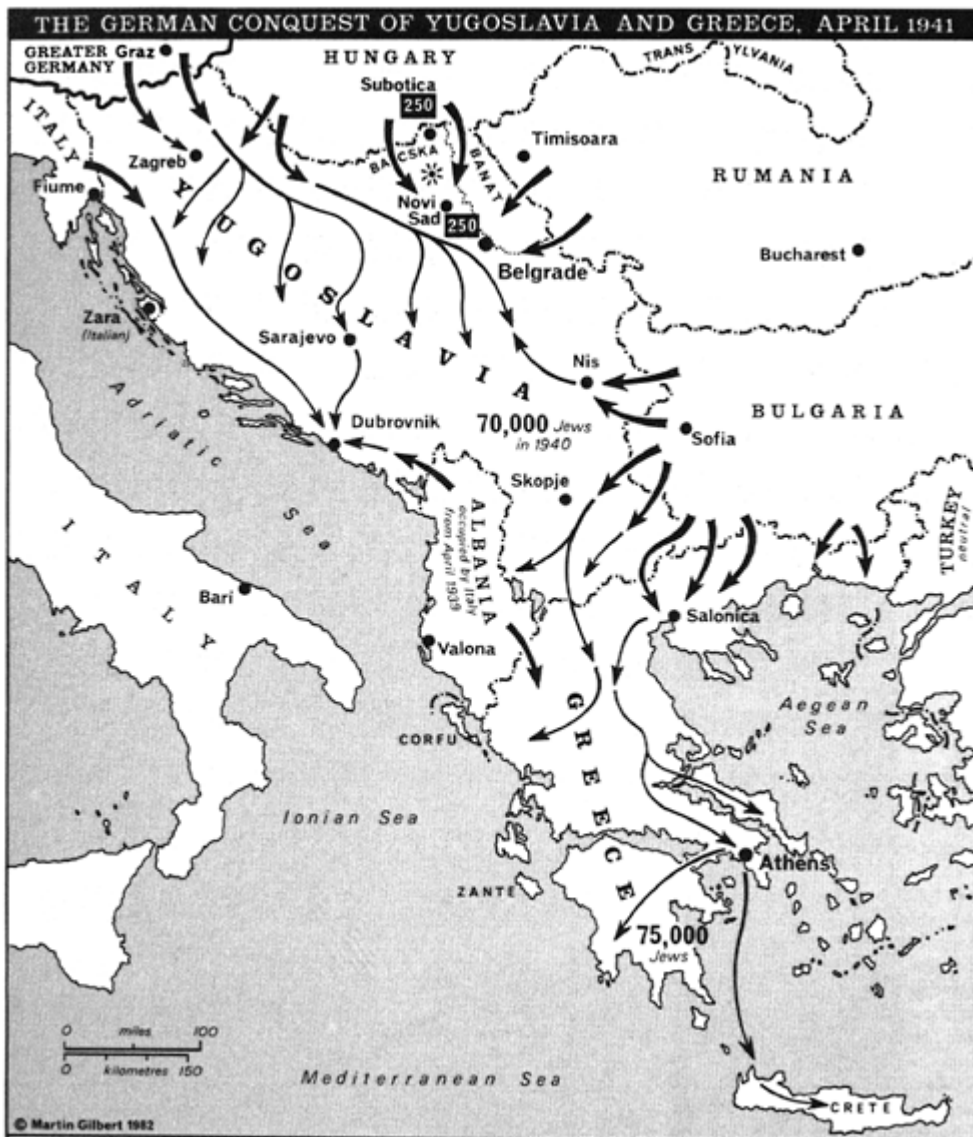 THE GERMAN CONQUEST OF YUGOSLAVIA AND GREECE, APRIL 1941
GREATER
GERMANY
Graz
HUNGARY
TRANSYLVANIA
Subotica
250
ITALY
Zagreb
BACSKA
BANAT
Timisoara
RUMANIA
Fiume
Novi
Sad
250
Belgrade
Bucharest
YUGOSLAVIA
Zara
(Italian)
Sarajevo
Nis
BULGARIA
Adriatic Sea
Dubrovnik
70,000 Jews
in 1940
Sofia
Skopje
ALBANIA
occupied by Italy
from April 1939
TURKEY
neutral
ITALY
Bari
Salonica
Valona
GREECE
Aegean
Sea
CORFU
Ionian Sea
Athens
ZANTE
75,000
Jews
0 miles 100
0 kilometres 150
Mediterranean Sea
CRETE
© Martin Gilbert 1982